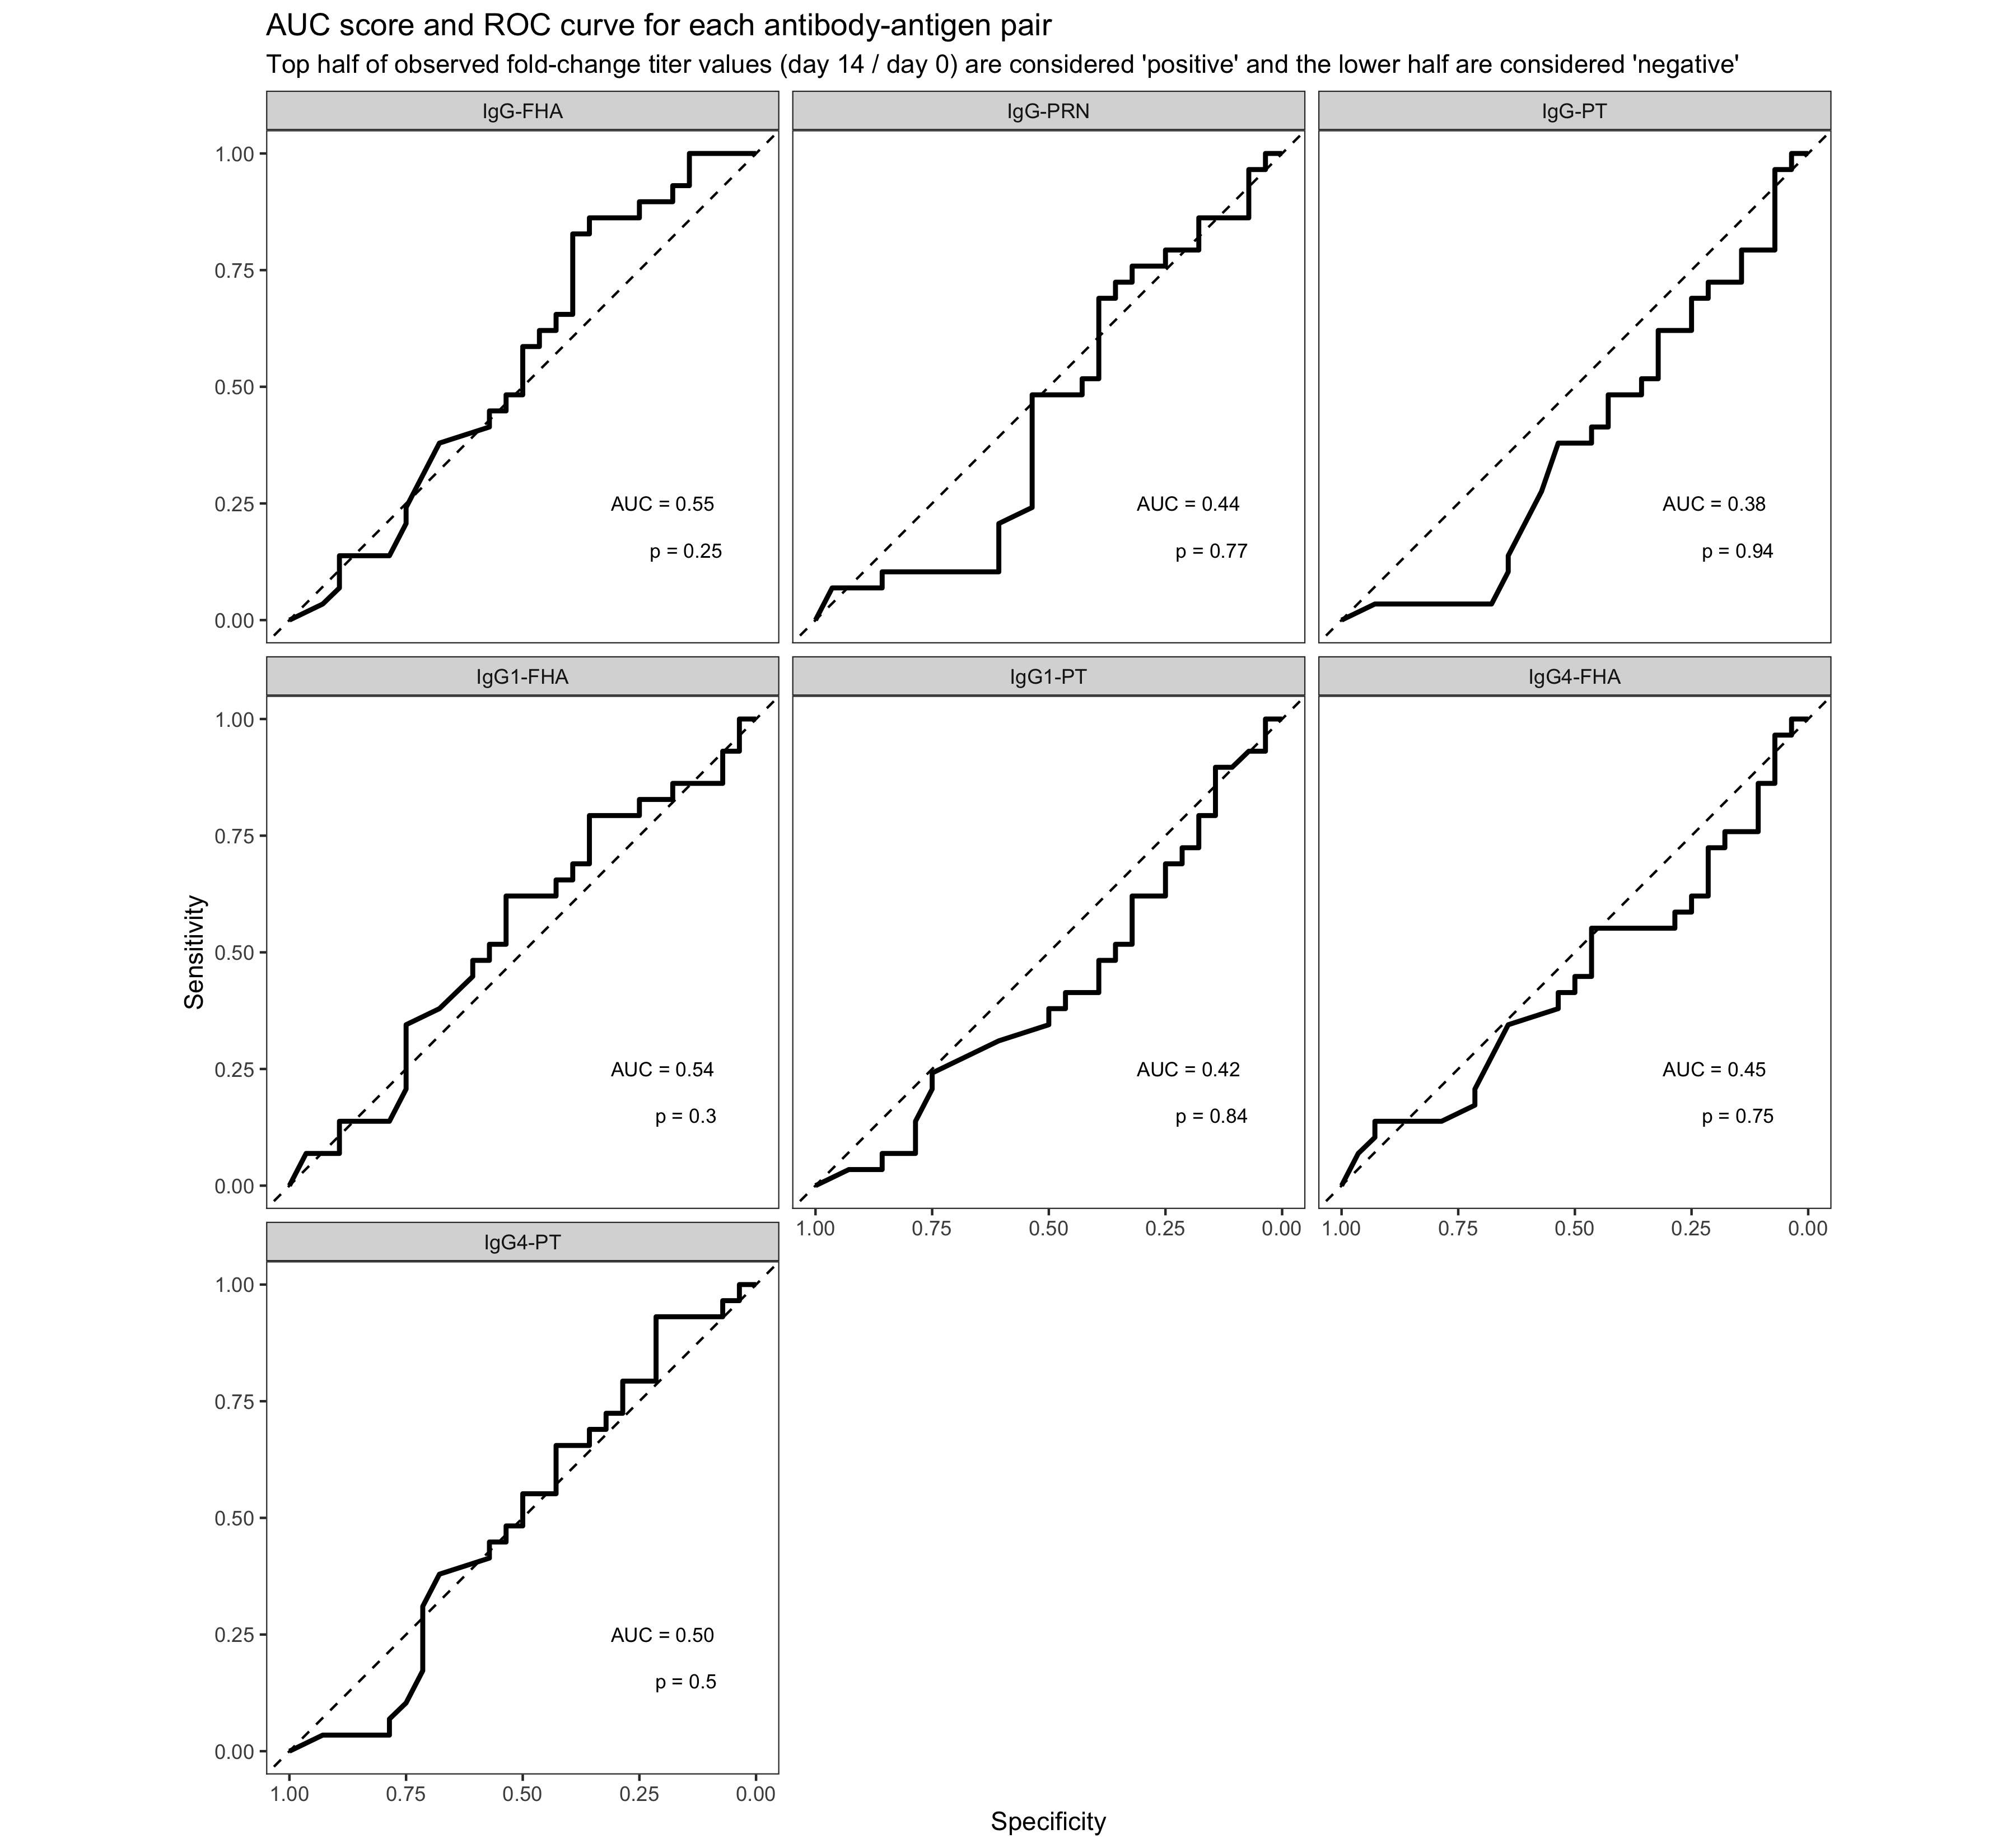 AUC score and ROC curve for each antibody-antigen pair
Top half of observed fold-change titer values (day 14 / day 0) are considered 'positive' and the lower half are considered 'negative'
IgG-FHA
IgG-PRN
IgG-PT
1.00
0.75
0.50
0.25
0.00
AUC = 0.55
p = 0.25
AUC = 0.44
p = 0.77
AUC = 0.38
p = 0.94
IgG1-FHA
IgG1-PT
IgG4-FHA
1.00
0.75
0.50
0.25
0.00
AUC = 0.54
p = 0.3
AUC = 0.42
p = 0.84
AUC = 0.45
p = 0.75
Sensitivity
1.00 0.75 0.50 0.25 0.00
1.00 0.75 0.50 0.25 0.00
IgG4-PT
1.00
0.75
0.50
0.25
0.00
AUC = 0.50
p = 0.5
1.00 0.75 0.50 0.25 0.00
Specificity